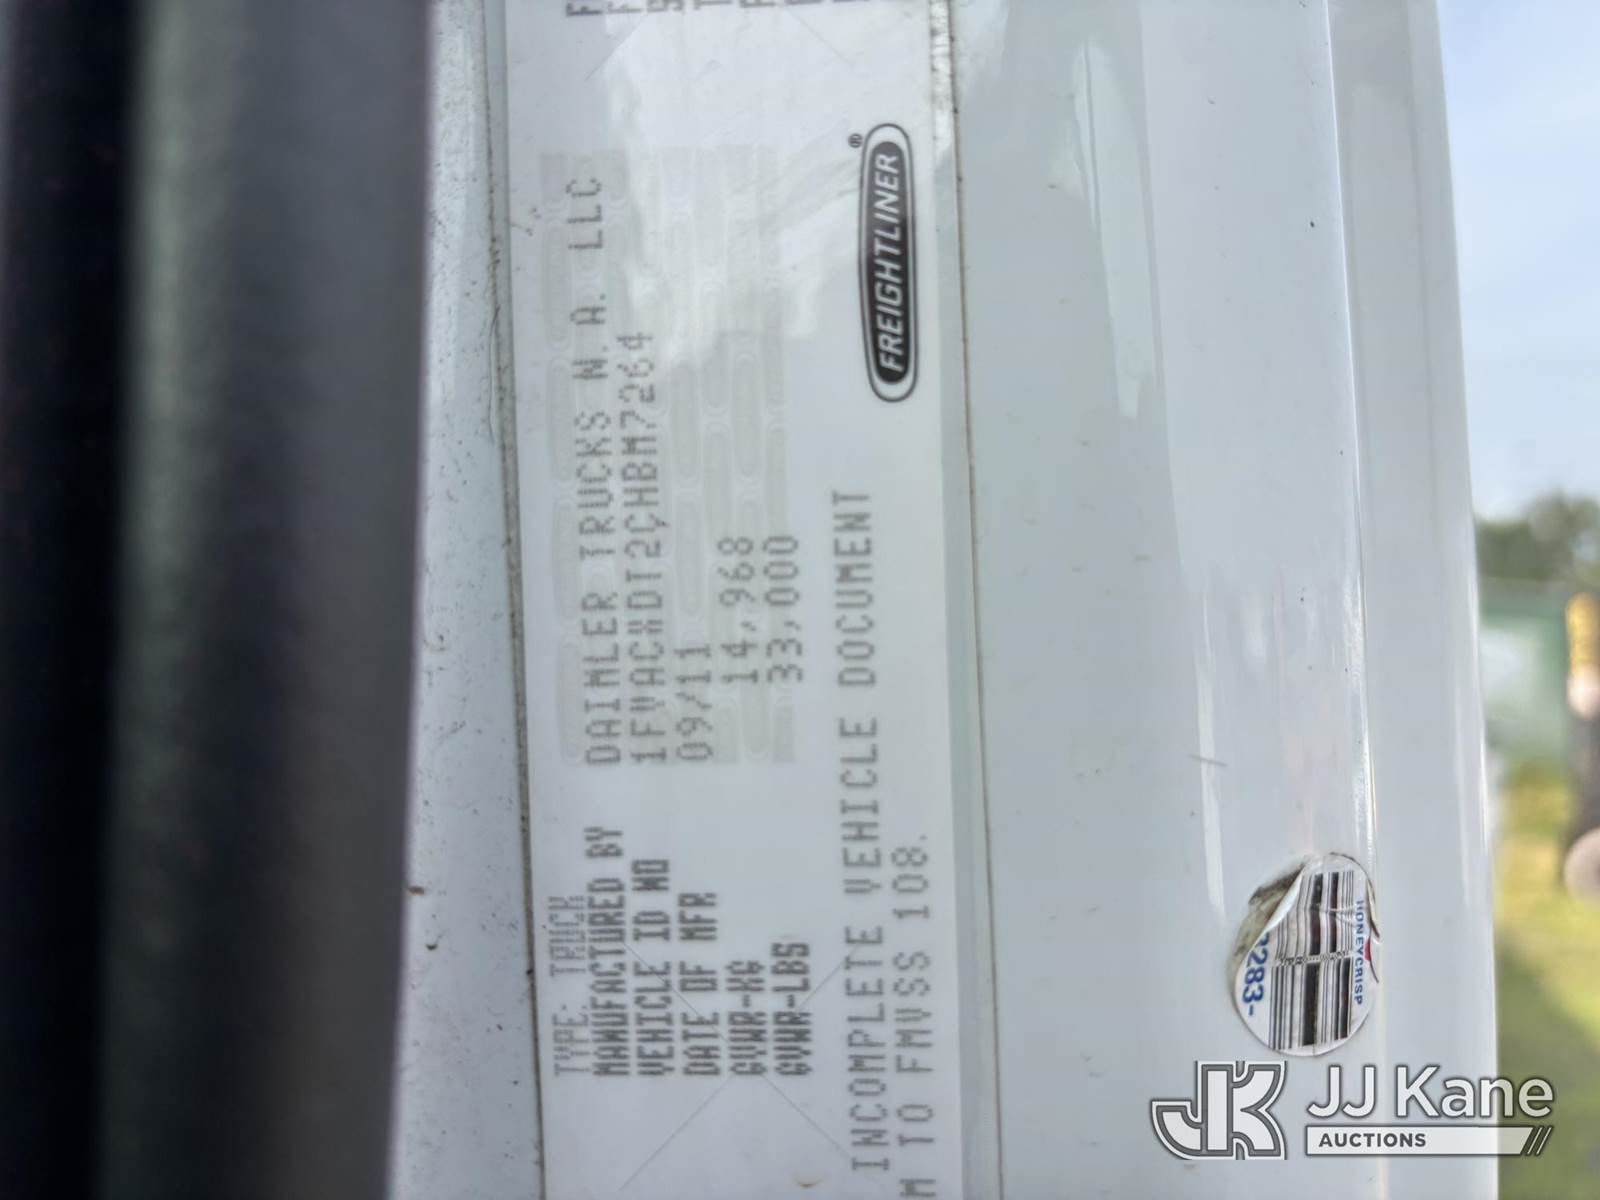 TYPE: TRUCK
MANUFACTURED BY DAIMLER TRUCKS N. A. LLC
VEHICLE ID NO 1FVACXDT2CHBM7264
DATE OF MFR 09/11
GVWR-KG 14,968
GVWR-LBS 33,000
INCOMPLETE VEHICLE DOCUMENT
M TO FMVSS 108.
FREIGHTLINER®
HONEYCRISP
3283-
JJ Kane
AUCTIONS